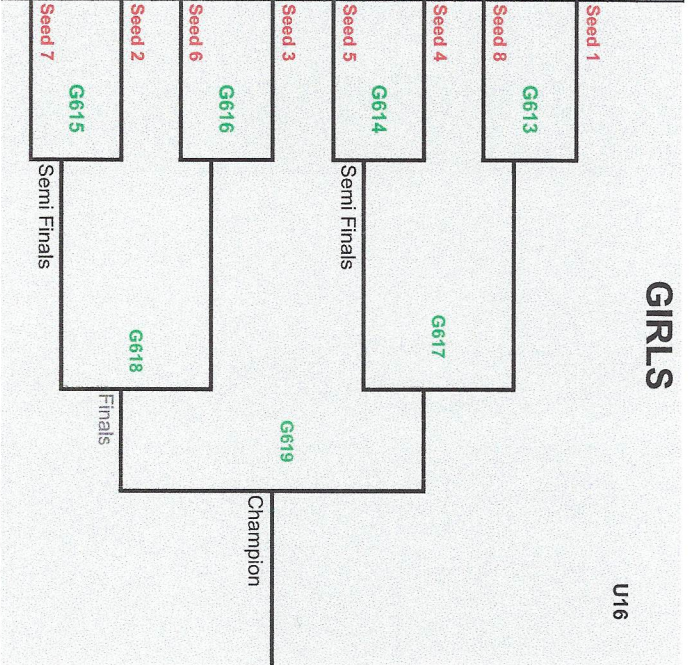 GIRLS
U16
Seed 1
G613
Seed 8
Seed 4
G614
Seed 5
Seed 3
G616
Seed 6
Seed 2
G615
Seed 7
Semi Finals
Semi Finals
G617
G618
Finals
G619
Champion